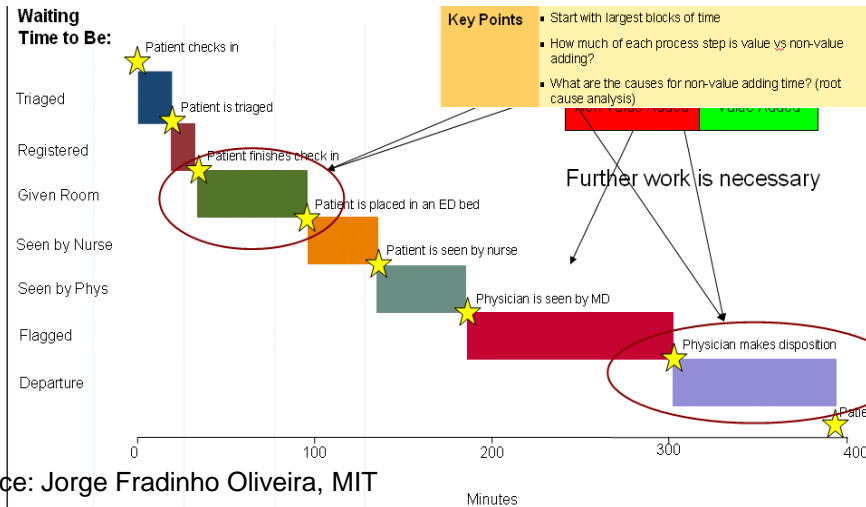 Waiting
Time to Be:
Key Points
▪ Start with largest blocks of time
▪ How much of each process step is value vs non-value
adding?
▪ What are the causes for non-value adding time? (root
cause analysis)
Non-Value Added
Value Added
Further work is necessary
Patient checks in
Triaged
Patient is triaged
Registered
Patient finishes check in
Given Room
Patient is placed in an ED bed
Seen by Nurse
Patient is seen by nurse
Seen by Phys
Physician is seen by MD
Flagged
Physician makes disposition
Departure
Patie
0 100 200 300 400
ce: Jorge Fradinho Oliveira, MIT
Minutes